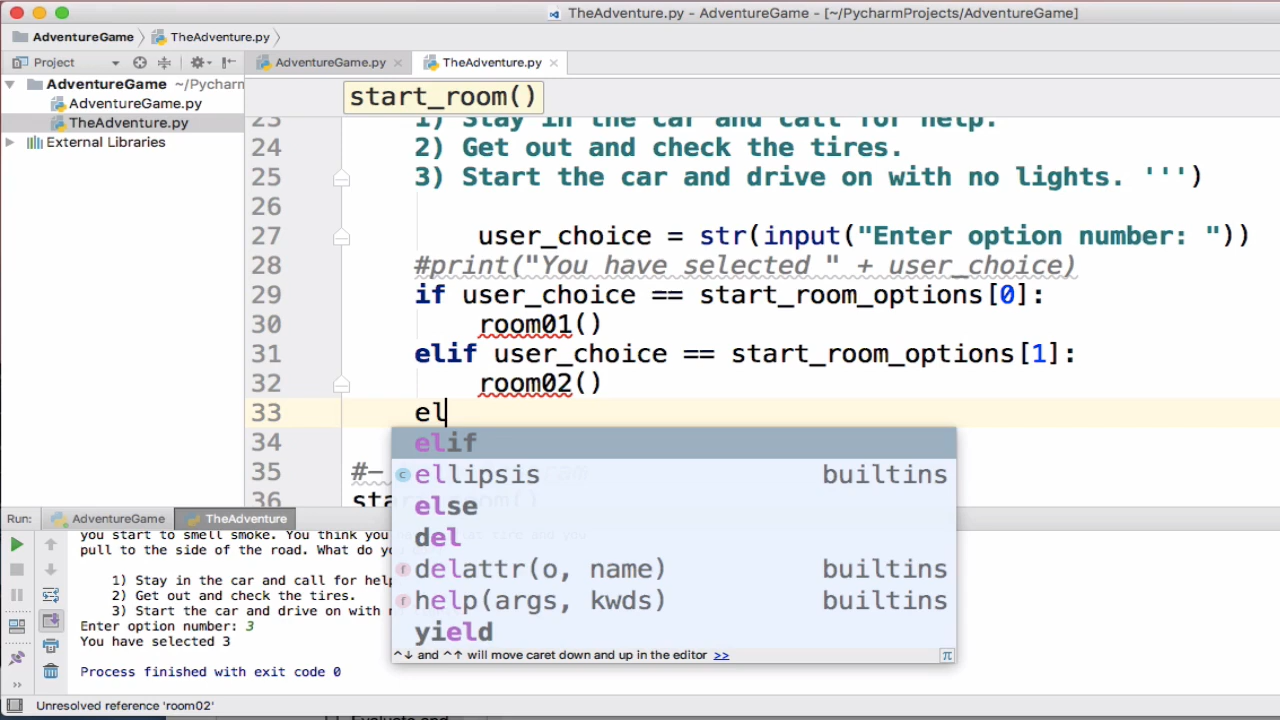 TheAdventure.py - AdventureGame - [~/PycharmProjects/AdventureGame]
AdventureGame TheAdventure.py
Project AdventureGame.py TheAdventure.py
AdventureGame ~/Pycharm
AdventureGame.py
TheAdventure.py
External Libraries
start_room()
23 1) Stay in the car and call for help.
24 2) Get out and check the tires.
25 3) Start the car and drive on with no lights. ''')
26
27 user_choice = str(input("Enter option number: "))
28 #print("You have selected " + user_choice)
29 if user_choice == start_room_options[0]:
30 room01()
31 elif user_choice == start_room_options[1]:
32 room02()
33 el
34
35 #-
36 start_room()
elif
ellipsis builtins
else
del
delattr(o, name) builtins
help(args, kwds) builtins
yield
^↓ and ^↑ will move caret down and up in the editor >> π
Run: AdventureGame TheAdventure
you start to smell smoke. You think you
pull to the side of the road. What do you
1) Stay in the car and call for help
2) Get out and check the tires.
3) Start the car and drive on with
Enter option number: 3
You have selected 3
Process finished with exit code 0
Unresolved reference 'room02'
Evaluate and